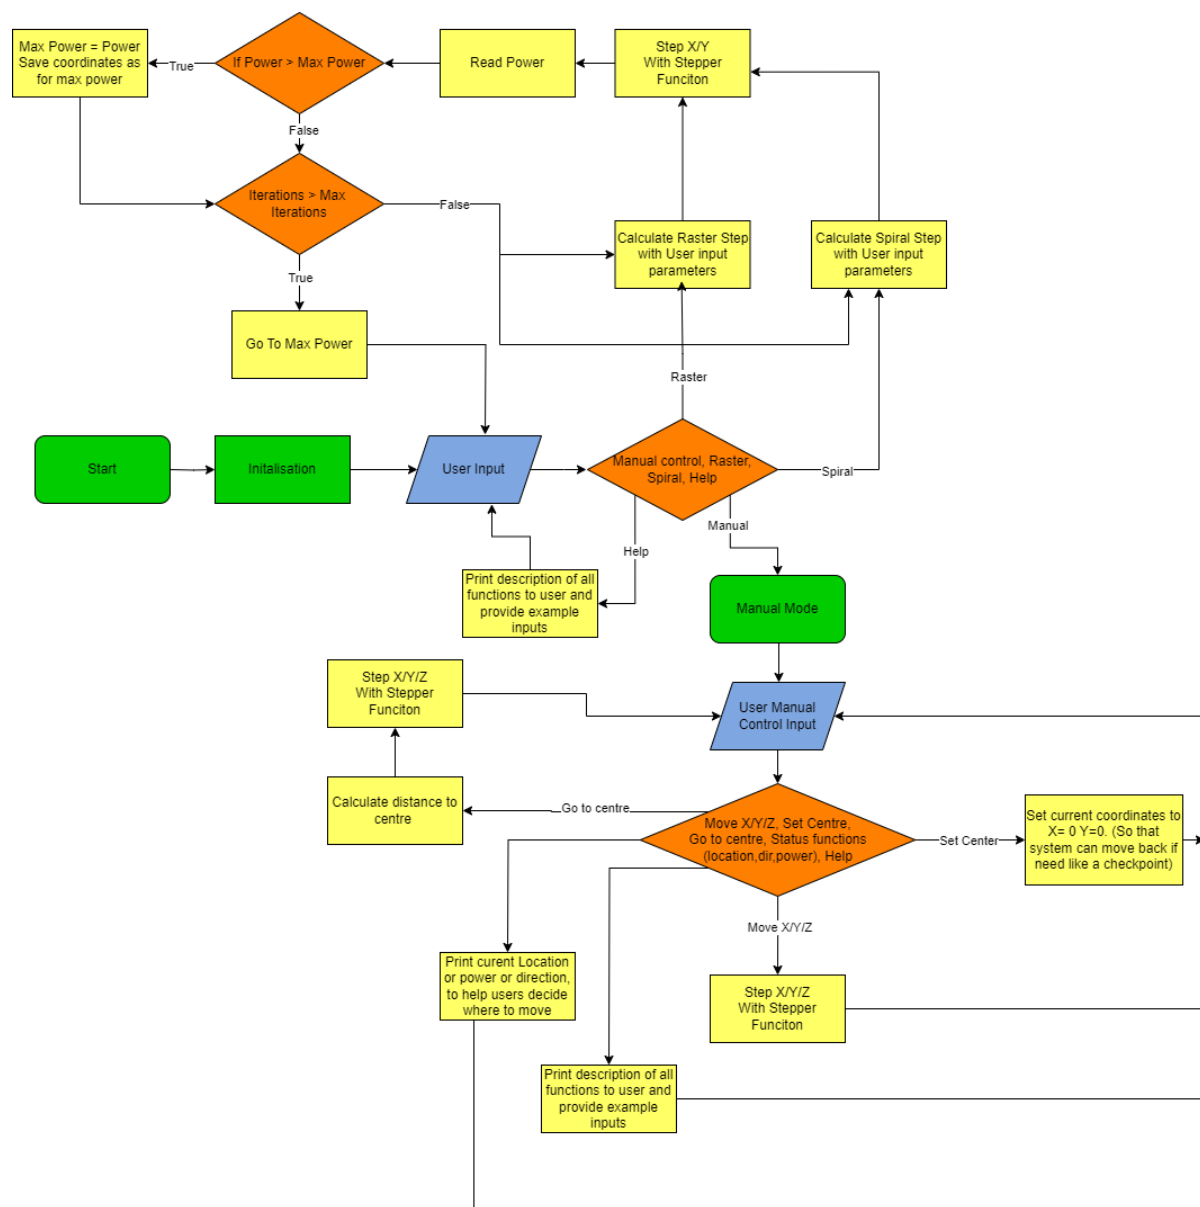 Max Power = Power
Save coordinates as
for max power
True
If Power > Max Power
Read Power
Step X/Y
With Stepper
Funciton
False
Iterations > Max
Iterations
False
Calculate Raster Step
with User input
parameters
Calculate Spiral Step
with User input
parameters
True
Go To Max Power
Raster
Start
Initalisation
User Input
Manual control, Raster,
Spiral, Help
Spiral
Manual
Help
Print description of all
functions to user and
provide example
inputs
Manual Mode
Step X/Y/Z
With Stepper
Funciton
User Manual
Control Input
Calculate distance to
centre
Go to centre
Move X/Y/Z, Set Centre,
Go to centre, Status functions
(location,dir,power), Help
Set Center
Set current coordinates to
X= 0 Y=0. (So that
system can move back if
need like a checkpoint)
Move X/Y/Z
Print curent Location
or power or direction,
to help users decide
where to move
Step X/Y/Z
With Stepper
Funciton
Print description of all
functions to user and
provide example
inputs